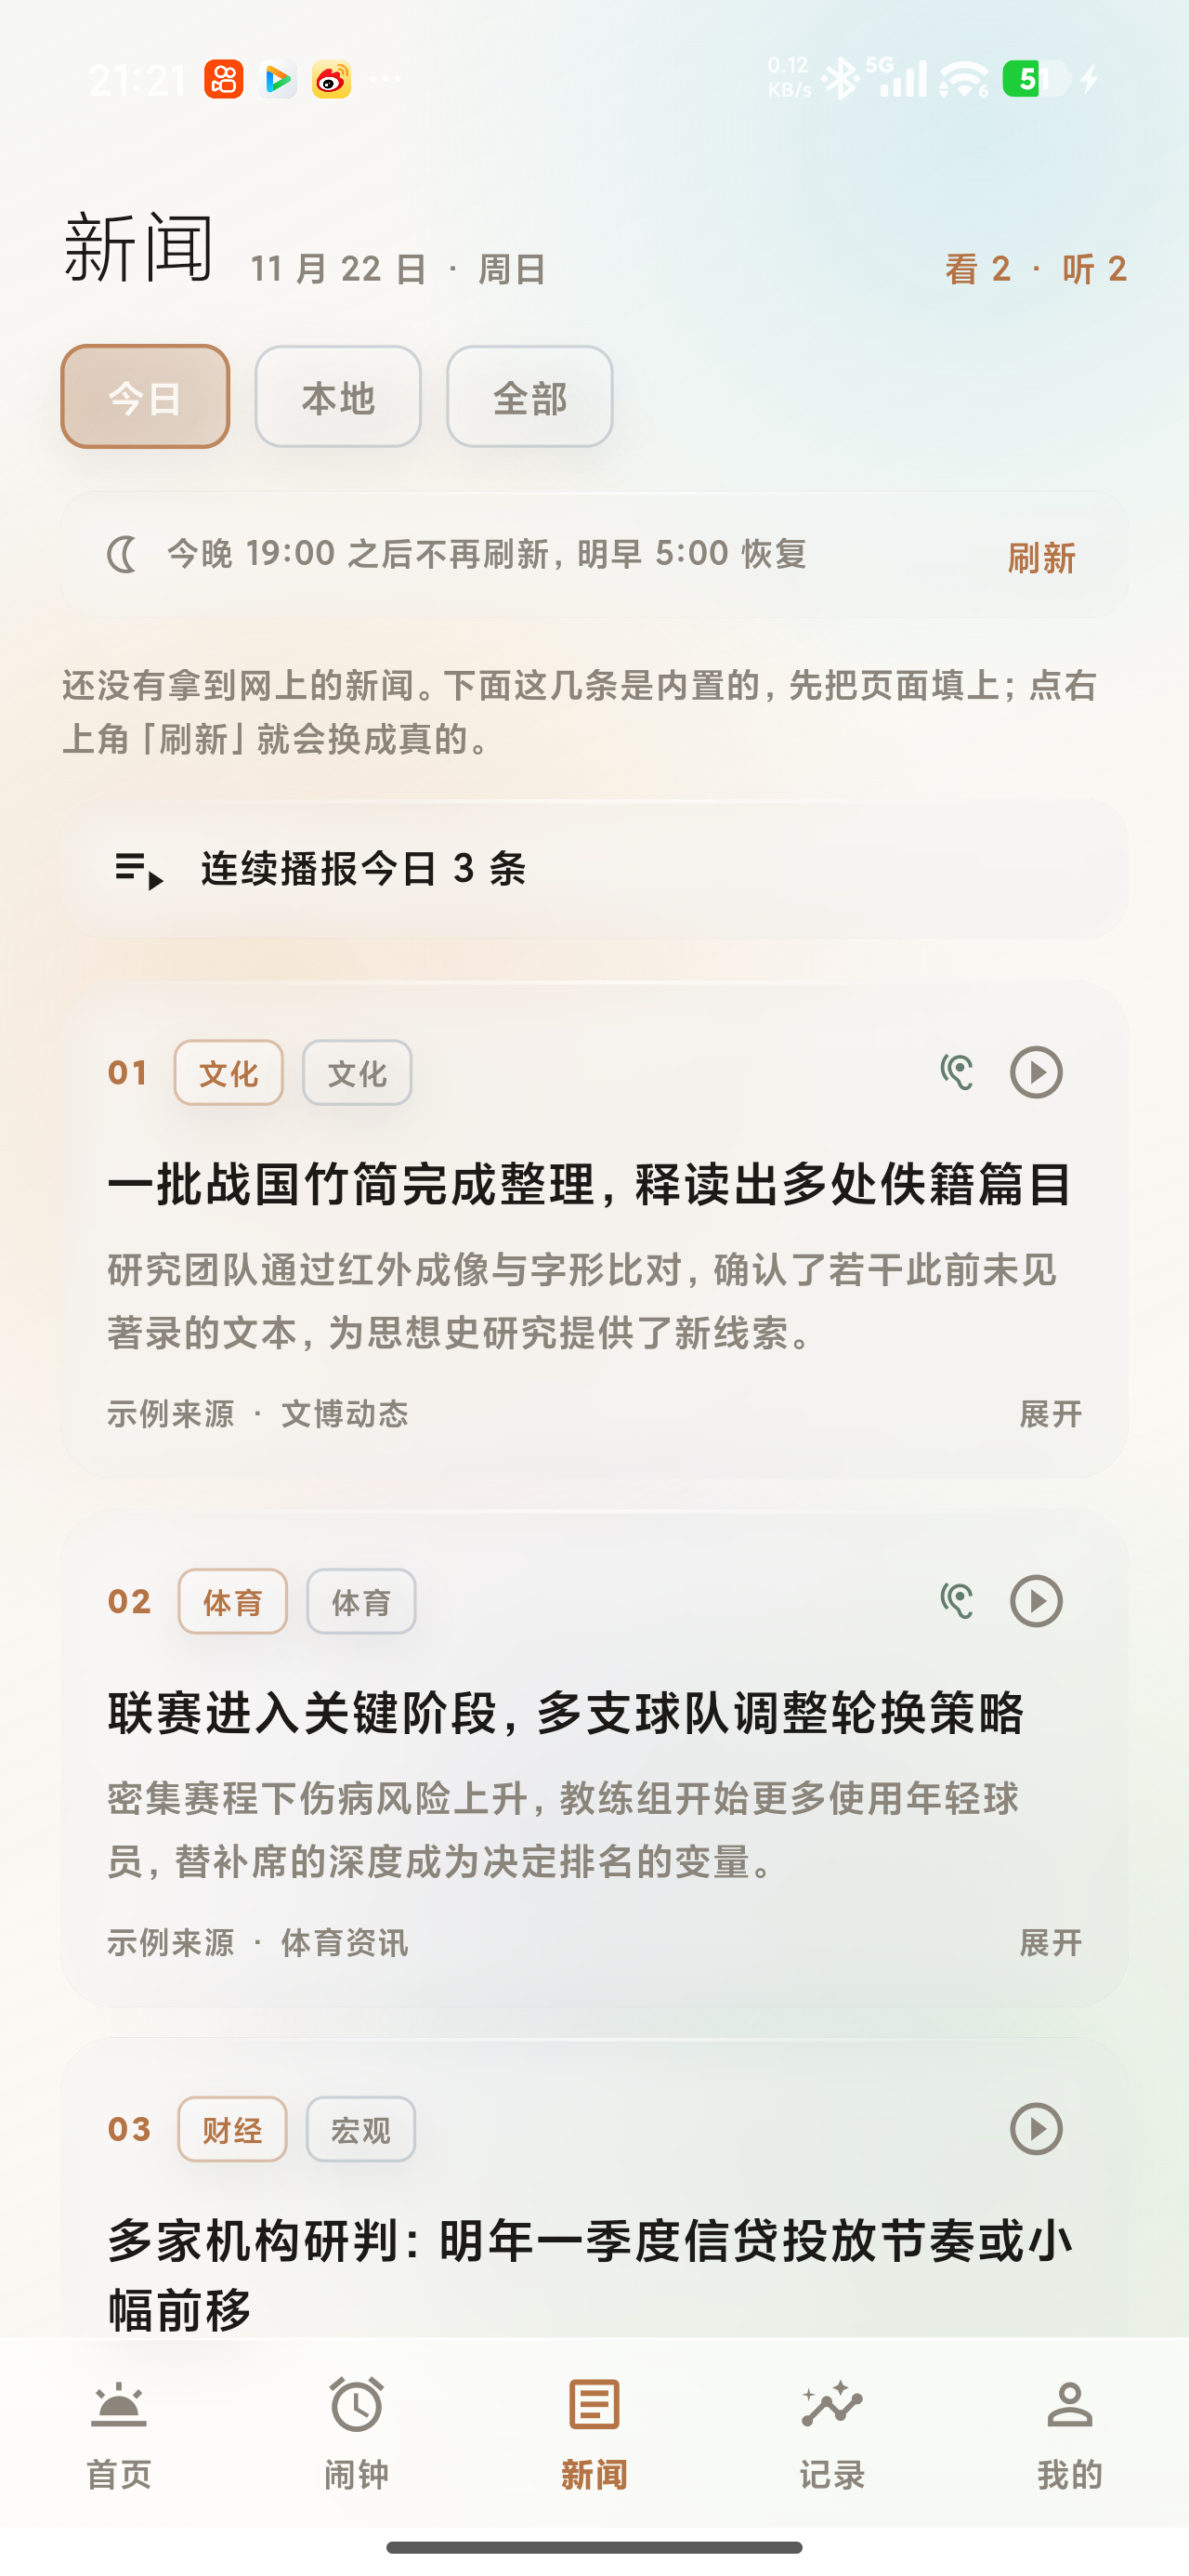 21:21 ··· 0.12 KB/s 5G 6 51
新闻 11 月 22 日 · 周日 看 2 · 听 2
今日 本地 全部
今晚 19:00 之后不再刷新, 明早 5:00 恢复 刷新
还没有拿到网上的新闻。下面这几条是内置的, 先把页面填上; 点右
上角「刷新」就会换成真的。
连续播报今日 3 条
01 文化 文化
一批战国竹简完成整理, 释读出多处佚籍篇目
研究团队通过红外成像与字形比对, 确认了若干此前未见
著录的文本, 为思想史研究提供了新线索。
示例来源 · 文博动态 展开
02 体育 体育
联赛进入关键阶段, 多支球队调整轮换策略
密集赛程下伤病风险上升, 教练组开始更多使用年轻球
员, 替补席的深度成为决定排名的变量。
示例来源 · 体育资讯 展开
03 财经 宏观
多家机构研判: 明年一季度信贷投放节奏或小
幅前移
首页 闹钟 新闻 记录 我的